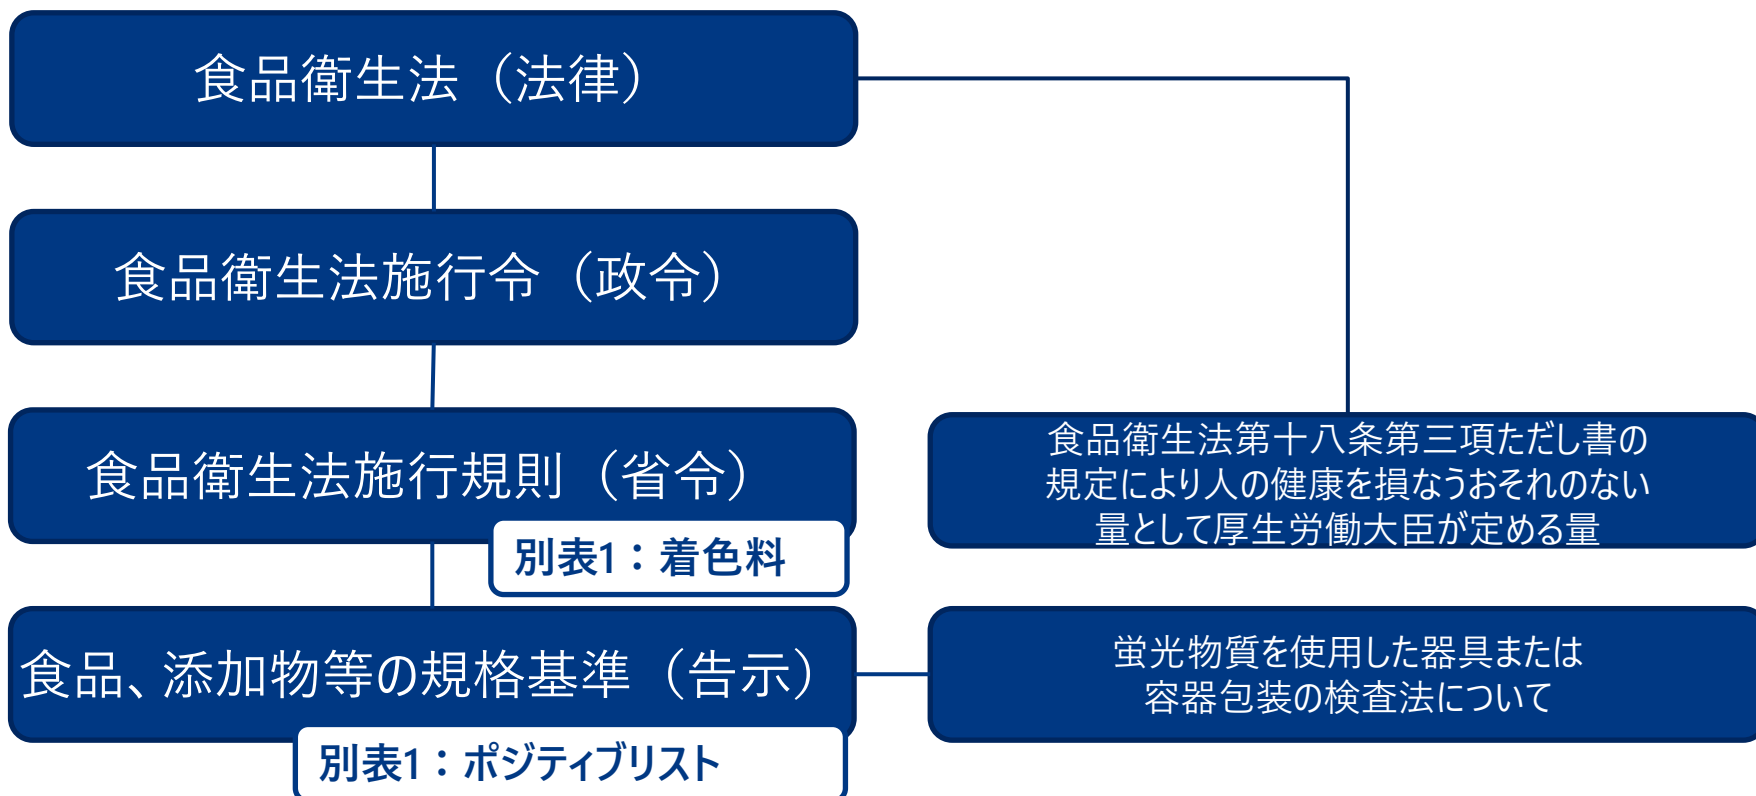 食品衛生法（法律）
食品衛生法施行令（政令）
食品衛生法施行規則（省令）
別表1：着色料
食品衛生法第十八条第三項ただし書の
規定により人の健康を損なうおそれのない
量として厚生労働大臣が定める量
食品、添加物等の規格基準（告示）
別表1：ポジティブリスト
蛍光物質を使用した器具または
容器包装の検査法について